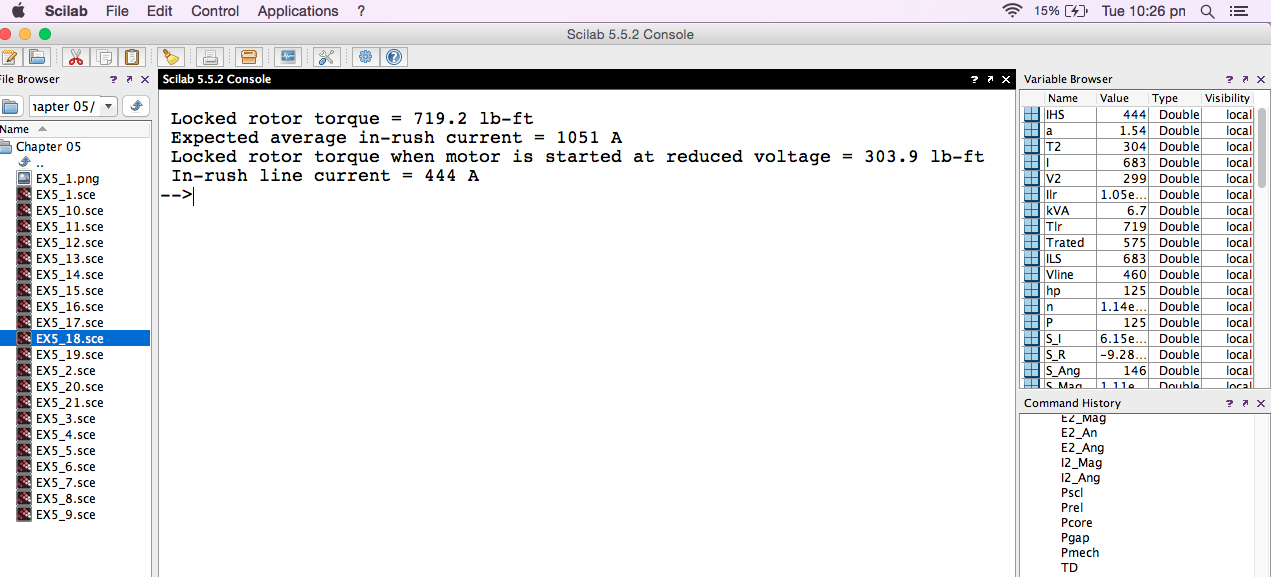 Scilab File Edit Control Applications ? 15% Tue 10:26 pn
Scilab 5.5.2 Console
File Browser ? ↗ X
Scilab 5.5.2 Console ? ↗ X
Variable Browser ? ↗ X
hapter 05/
Name
Chapter 05
..
EX5_1.png
EX5_1.sce
EX5_10.sce
EX5_11.sce
EX5_12.sce
EX5_13.sce
EX5_14.sce
EX5_15.sce
EX5_16.sce
EX5_17.sce
EX5_18.sce
EX5_19.sce
EX5_2.sce
EX5_20.sce
EX5_21.sce
EX5_3.sce
EX5_4.sce
EX5_5.sce
EX5_6.sce
EX5_7.sce
EX5_8.sce
EX5_9.sce
Locked rotor torque = 719.2 lb-ft
Expected average in-rush current = 1051 A
Locked rotor torque when motor is started at reduced voltage = 303.9 lb-ft
In-rush line current = 444 A
-->
Name Value Type Visibility
IHS 444 Double local
a 1.54 Double local
T2 304 Double local
I 683 Double local
V2 299 Double local
Ilr 1.05e... Double local
kVA 6.7 Double local
Tlr 719 Double local
Trated 575 Double local
ILS 683 Double local
Vline 460 Double local
hp 125 Double local
n 1.14e... Double local
P 125 Double local
S_I 6.15e... Double local
S_R -9.28... Double local
S_Ang 146 Double local
S_Mag 1.11e... Double local
Command History ? ↗ X
E2_Mag
E2_An
E2_Ang
I2_Mag
I2_Ang
Pscl
Prel
Pcore
Pgap
Pmech
TD